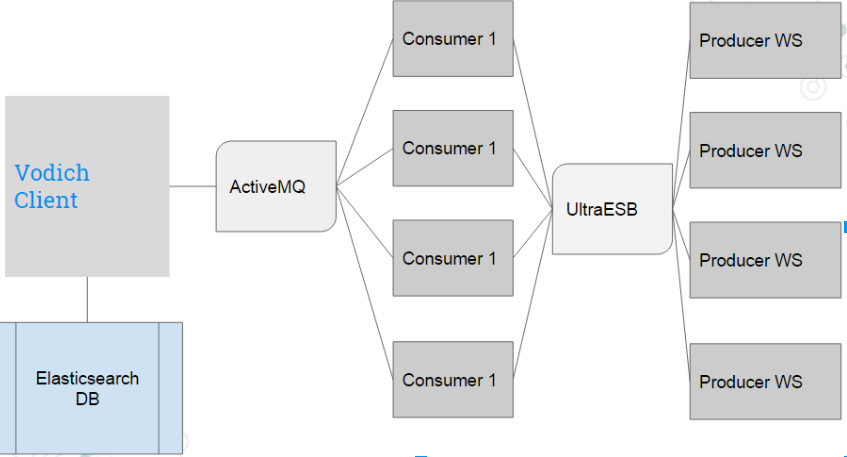 Vodich
Client
Elasticsearch
DB
ActiveMQ
Consumer 1
Consumer 1
Consumer 1
Consumer 1
UltraESB
Producer WS
Producer WS
Producer WS
Producer WS